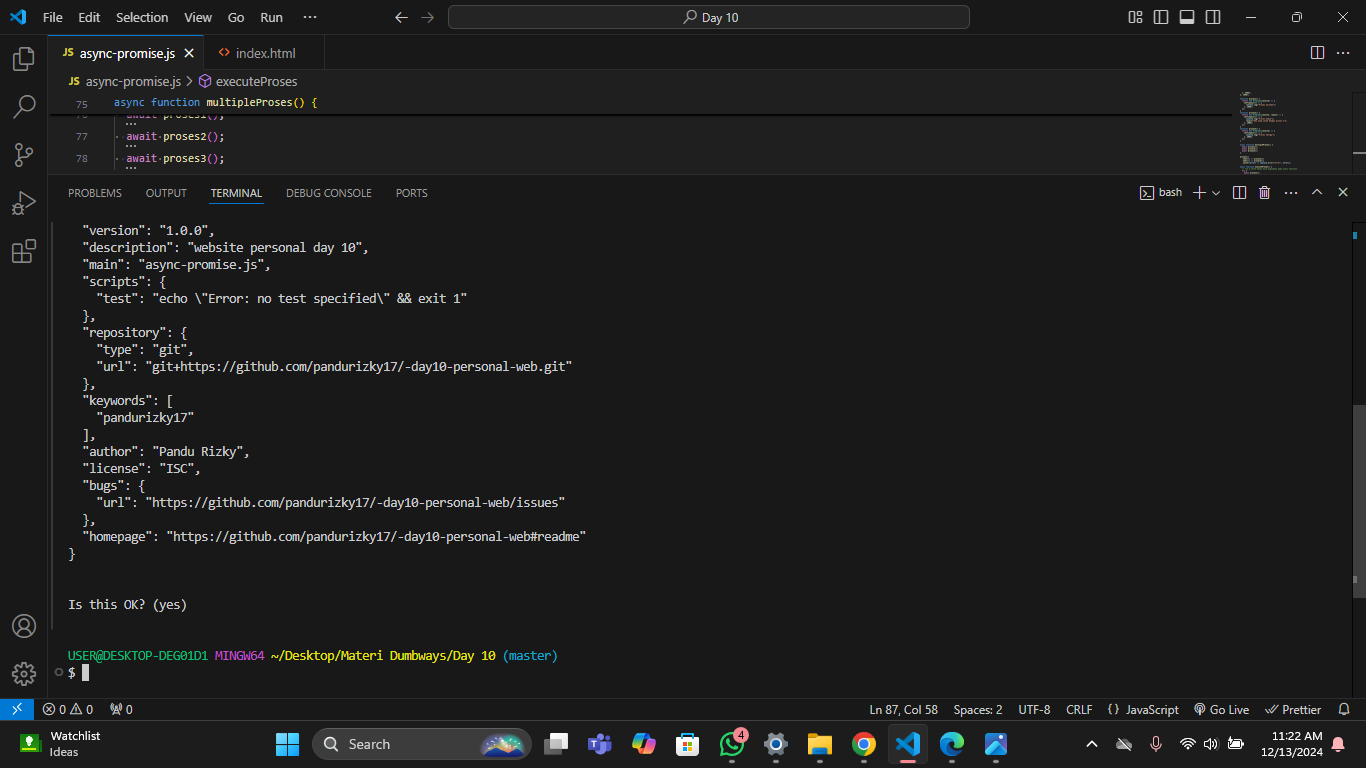 File Edit Selection View Go Run ··· Day 10
JS async-promise.js index.html
JS async-promise.js > executeProses
75 async function multipleProses() {
76 await proses1();
77 await proses2();
78 await proses3();
PROBLEMS OUTPUT TERMINAL DEBUG CONSOLE PORTS bash
"version": "1.0.0",
"description": "website personal day 10",
"main": "async-promise.js",
"scripts": {
"test": "echo \"Error: no test specified\" && exit 1"
},
"repository": {
"type": "git",
"url": "git+https://github.com/pandurizky17/-day10-personal-web.git"
},
"keywords": [
"pandurizky17"
],
"author": "Pandu Rizky",
"license": "ISC",
"bugs": {
"url": "https://github.com/pandurizky17/-day10-personal-web/issues"
},
"homepage": "https://github.com/pandurizky17/-day10-personal-web#readme"
}
Is this OK? (yes)
USER@DESKTOP-DEG01D1 MINGW64 ~/Desktop/Materi Dumbways/Day 10 (master)
$
0 0 0 Ln 87, Col 58 Spaces: 2 UTF-8 CRLF {} JavaScript Go Live Prettier
Watchlist
Ideas
Search
4
11:22 AM
12/13/2024